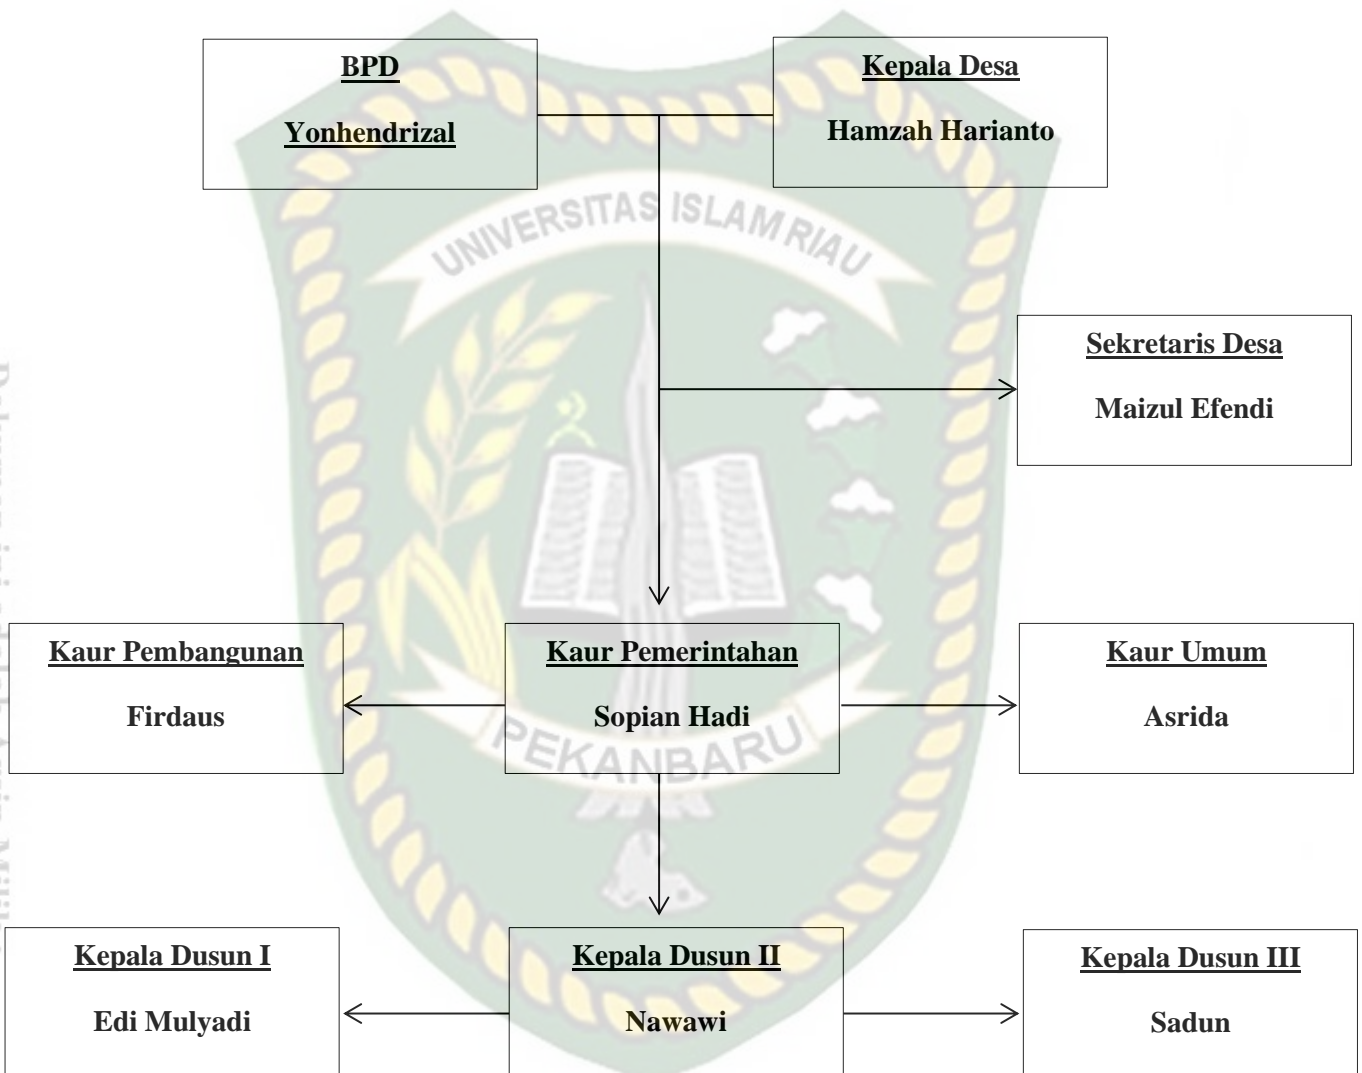 BPD
Yonhendrizal
Kepala Desa
Hamzah Harianto
UNIVERSITAS ISLAM RIAU
Sekretaris Desa
Maizul Efendi
Kaur Pembangunan
Firdaus
Kaur Pemerintahan
Sopian Hadi
Kaur Umum
Asrida
PEKANBARU
Kepala Dusun I
Edi Mulyadi
Kepala Dusun II
Nawawi
Kepala Dusun III
Sadun